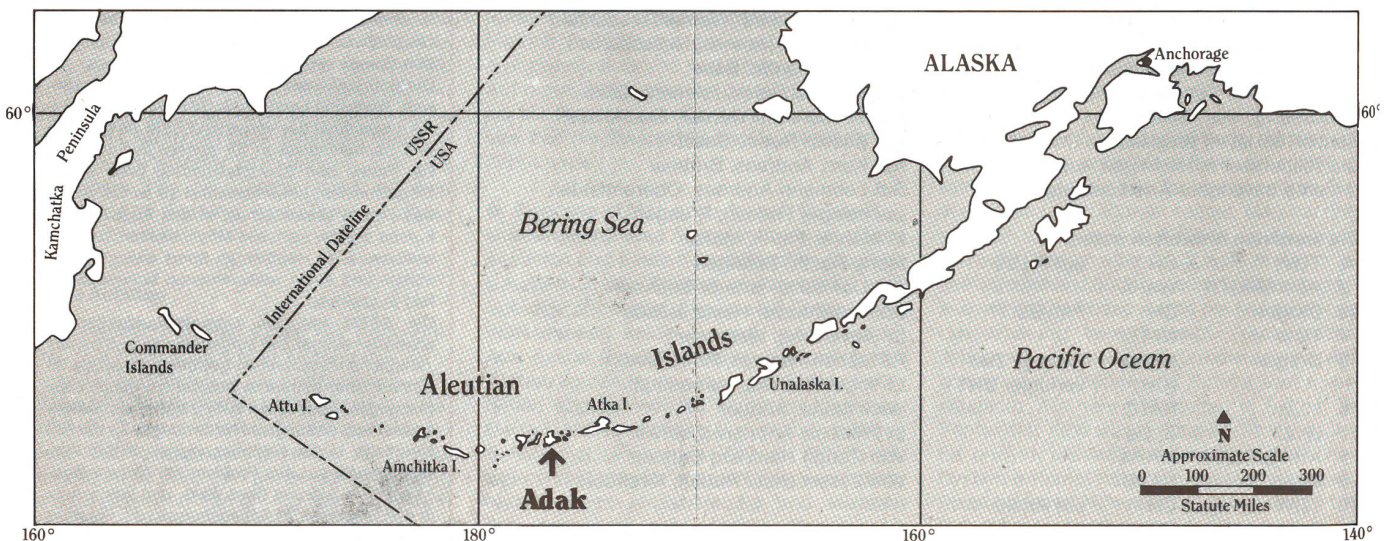 ALASKA
Anchorage
60°
60°
Kamchatka Peninsula
USSR
USA
International Dateline
Bering Sea
Commander
Islands
Aleutian Islands
Pacific Ocean
Attu I.
Amchitka I.
Atka I.
Unalaska I.
Adak
N
Approximate Scale
0 100 200 300
Statute Miles
160° 180° 160° 140°